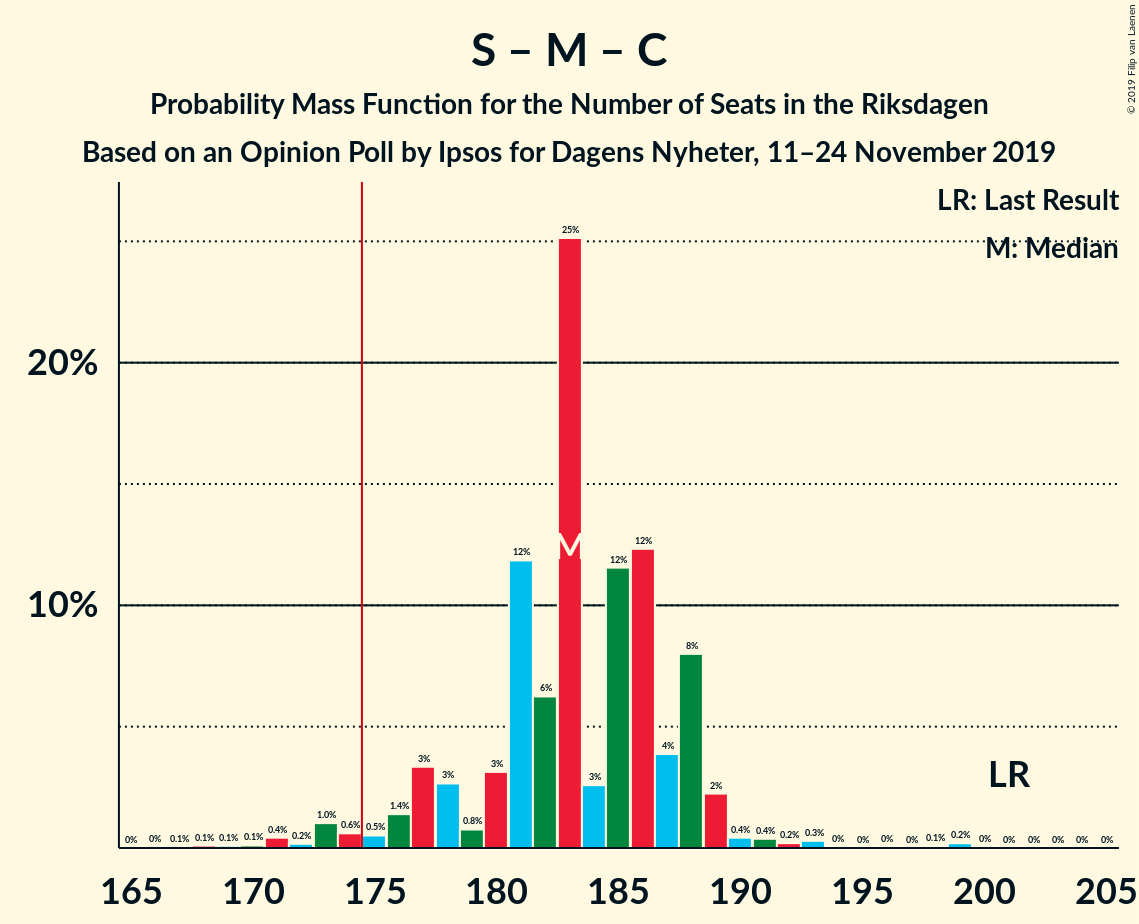 S – M – C
Probability Mass Function for the Number of Seats in the Riksdagen
Based on an Opinion Poll by Ipsos for Dagens Nyheter, 11–24 November 2019
© 2019 Filip van Laenen
LR: Last Result
M: Median
20%
10%
0% 0% 0.1% 0.1% 0.1% 0.1% 0.4% 0.2% 1.0% 0.6% 0.5% 1.4% 3% 3% 0.8% 3% 12% 6% 25% 3% 12% 12% 4% 8% 2% 0.4% 0.4% 0.2% 0.3% 0% 0% 0% 0% 0.1% 0.2% 0% 0% 0% 0% 0% 0%
M
LR
165 170 175 180 185 190 195 200 205